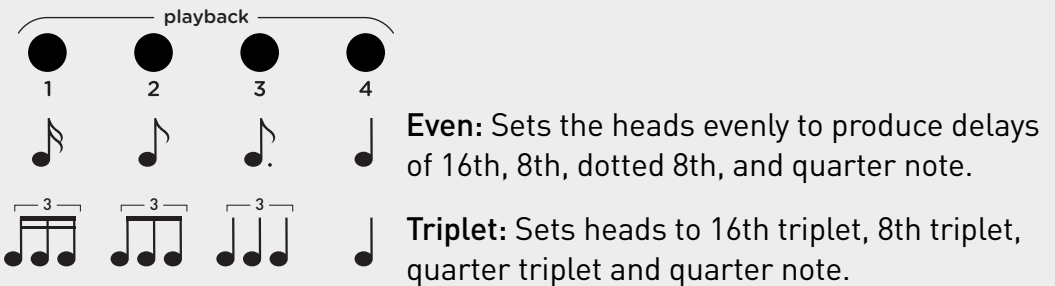 playback
1 2 3 4
Even: Sets the heads evenly to produce delays
of 16th, 8th, dotted 8th, and quarter note.
3 3 3
Triplet: Sets heads to 16th triplet, 8th triplet,
quarter triplet and quarter note.